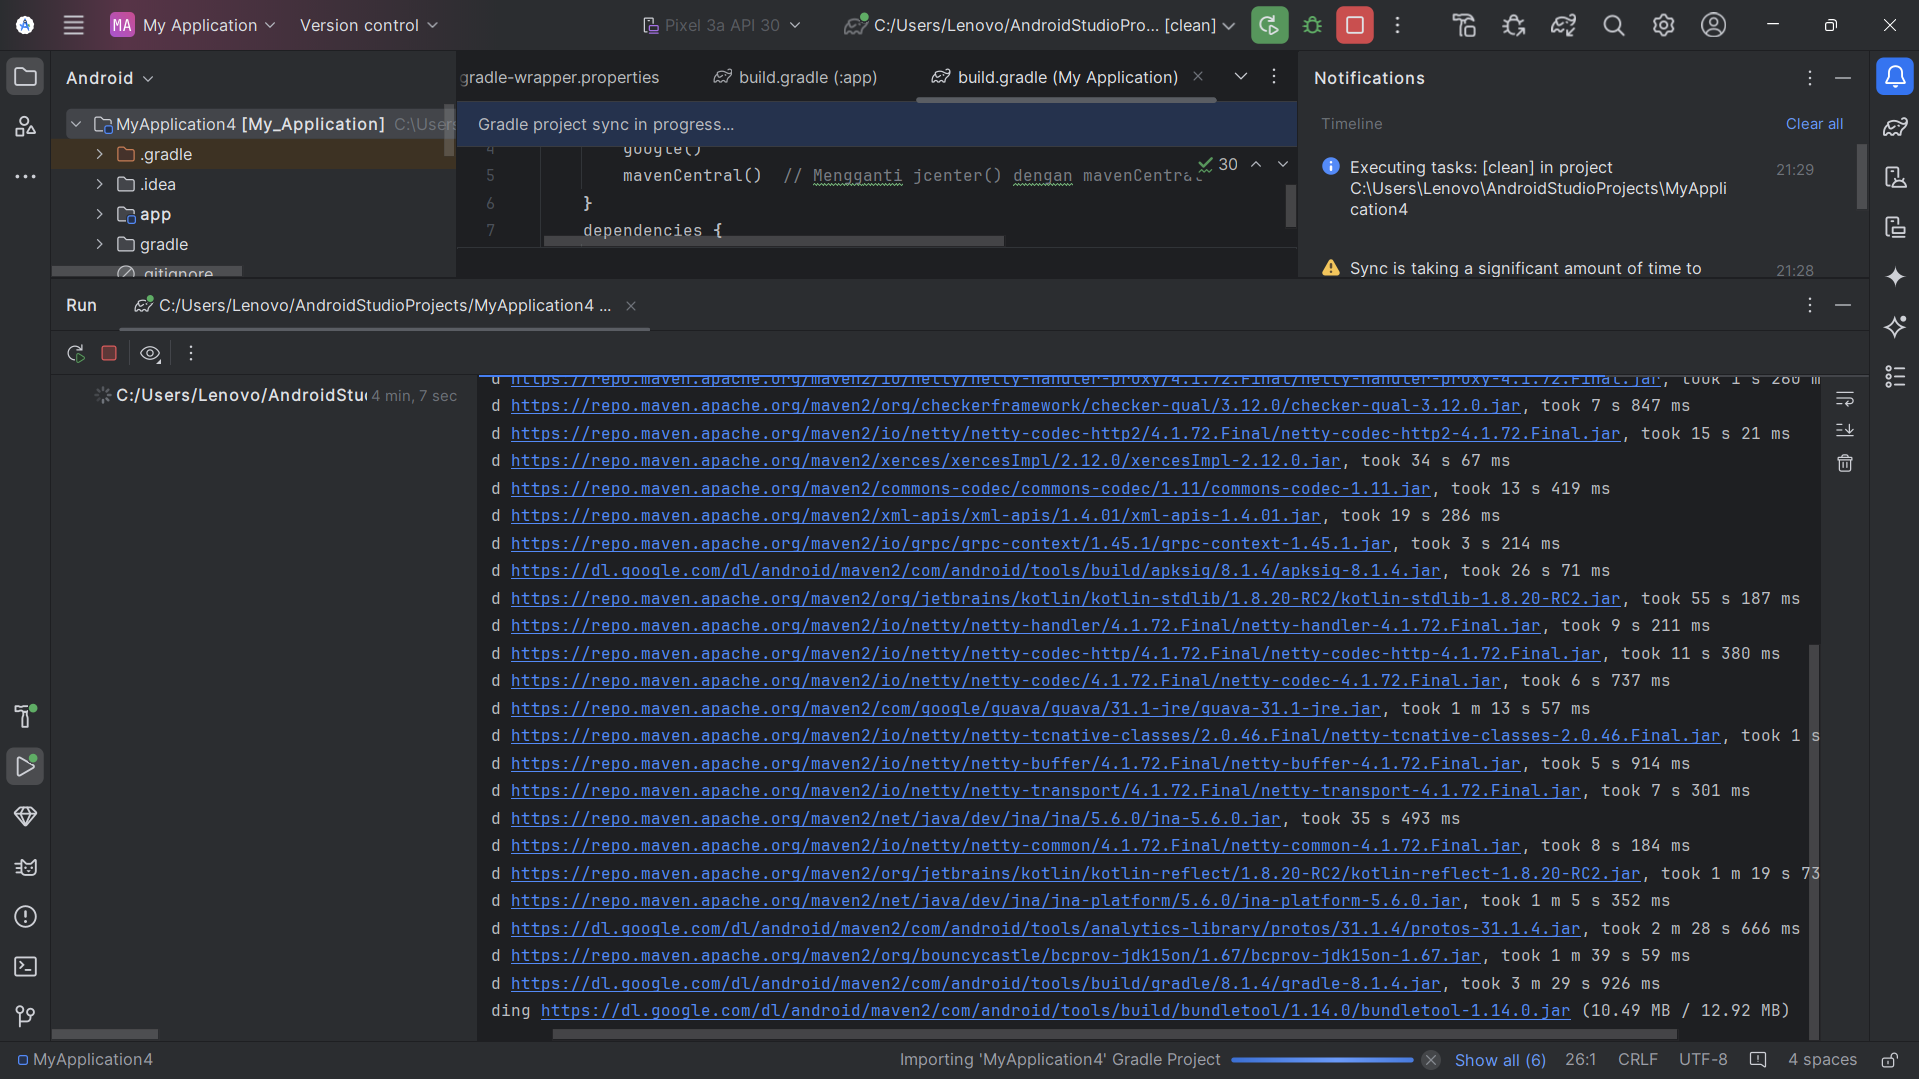 MA My Application
Version control
Pixel 3a API 30
C:/Users/Lenovo/AndroidStudioPro... [clean]
Android
MyApplication4 [My_Application] C:\Users
.gradle
.idea
app
gradle
.gitignore
gradle-wrapper.properties
build.gradle (:app)
build.gradle (My Application)
Gradle project sync in progress...
4 google()
5 mavenCentral() // Mengganti jcenter() dengan mavenCentral
30
6 }
7 dependencies {
Notifications
Timeline
Clear all
Executing tasks: [clean] in project 21:29
C:\Users\Lenovo\AndroidStudioProjects\MyAppli
cation4
Sync is taking a significant amount of time to 21:28
Run
C:/Users/Lenovo/AndroidStudioProjects/MyApplication4 ...
C:/Users/Lenovo/AndroidStu 4 min, 7 sec
d https://repo.maven.apache.org/maven2/io/netty/netty-handler-proxy/4.1.72.Final/netty-handler-proxy-4.1.72.Final.jar, took 1 s 260 m
d https://repo.maven.apache.org/maven2/org/checkerframework/checker-qual/3.12.0/checker-qual-3.12.0.jar, took 7 s 847 ms
d https://repo.maven.apache.org/maven2/io/netty/netty-codec-http2/4.1.72.Final/netty-codec-http2-4.1.72.Final.jar, took 15 s 21 ms
d https://repo.maven.apache.org/maven2/xerces/xercesImpl/2.12.0/xercesImpl-2.12.0.jar, took 34 s 67 ms
d https://repo.maven.apache.org/maven2/commons-codec/commons-codec/1.11/commons-codec-1.11.jar, took 13 s 419 ms
d https://repo.maven.apache.org/maven2/xml-apis/xml-apis/1.4.01/xml-apis-1.4.01.jar, took 19 s 286 ms
d https://repo.maven.apache.org/maven2/io/grpc/grpc-context/1.45.1/grpc-context-1.45.1.jar, took 3 s 214 ms
d https://dl.google.com/dl/android/maven2/com/android/tools/build/apksig/8.1.4/apksig-8.1.4.jar, took 26 s 71 ms
d https://repo.maven.apache.org/maven2/org/jetbrains/kotlin/kotlin-stdlib/1.8.20-RC2/kotlin-stdlib-1.8.20-RC2.jar, took 55 s 187 ms
d https://repo.maven.apache.org/maven2/io/netty/netty-handler/4.1.72.Final/netty-handler-4.1.72.Final.jar, took 9 s 211 ms
d https://repo.maven.apache.org/maven2/io/netty/netty-codec-http/4.1.72.Final/netty-codec-http-4.1.72.Final.jar, took 11 s 380 ms
d https://repo.maven.apache.org/maven2/io/netty/netty-codec/4.1.72.Final/netty-codec-4.1.72.Final.jar, took 6 s 737 ms
d https://repo.maven.apache.org/maven2/com/google/guava/guava/31.1-jre/guava-31.1-jre.jar, took 1 m 13 s 57 ms
d https://repo.maven.apache.org/maven2/io/netty/netty-tcnative-classes/2.0.46.Final/netty-tcnative-classes-2.0.46.Final.jar, took 1 s
d https://repo.maven.apache.org/maven2/io/netty/netty-buffer/4.1.72.Final/netty-buffer-4.1.72.Final.jar, took 5 s 914 ms
d https://repo.maven.apache.org/maven2/io/netty/netty-transport/4.1.72.Final/netty-transport-4.1.72.Final.jar, took 7 s 301 ms
d https://repo.maven.apache.org/maven2/net/java/dev/jna/jna/5.6.0/jna-5.6.0.jar, took 35 s 493 ms
d https://repo.maven.apache.org/maven2/io/netty/netty-common/4.1.72.Final/netty-common-4.1.72.Final.jar, took 8 s 184 ms
d https://repo.maven.apache.org/maven2/org/jetbrains/kotlin/kotlin-reflect/1.8.20-RC2/kotlin-reflect-1.8.20-RC2.jar, took 1 m 19 s 73
d https://repo.maven.apache.org/maven2/net/java/dev/jna/jna-platform/5.6.0/jna-platform-5.6.0.jar, took 1 m 5 s 352 ms
d https://dl.google.com/dl/android/maven2/com/android/tools/analytics-library/protos/31.1.4/protos-31.1.4.jar, took 2 m 28 s 666 ms
d https://repo.maven.apache.org/maven2/org/bouncycastle/bcprov-jdk15on/1.67/bcprov-jdk15on-1.67.jar, took 1 m 39 s 59 ms
d https://dl.google.com/dl/android/maven2/com/android/tools/build/gradle/8.1.4/gradle-8.1.4.jar, took 3 m 29 s 926 ms
ding https://dl.google.com/dl/android/maven2/com/android/tools/build/bundletool/1.14.0/bundletool-1.14.0.jar (10.49 MB / 12.92 MB)
MyApplication4
Importing 'MyApplication4' Gradle Project
Show all (6)
26:1
CRLF
UTF-8
4 spaces